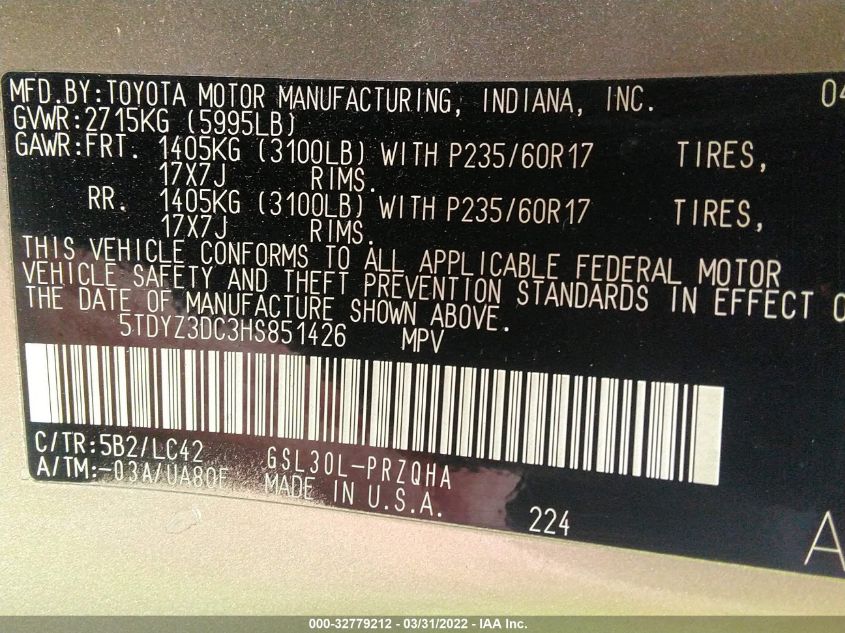 MFD.BY:TOYOTA MOTOR MANUFACTURING, INDIANA, INC. 04
GVWR:2715KG (5995LB)
GAWR:FRT. 1405KG (3100LB) WITH P235/60R17 TIRES,
17X7J RIMS.
RR. 1405KG (3100LB) WITH P235/60R17 TIRES,
17X7J RIMS.
THIS VEHICLE CONFORMS TO ALL APPLICABLE FEDERAL MOTOR
VEHICLE SAFETY AND THEFT PREVENTION STANDARDS IN EFFECT O
THE DATE OF MANUFACTURE SHOWN ABOVE.
5TDYZ3DC3HS851426 MPV
C/TR:5B2/LC42 GSL30L-PRZQHA
A/TM:-03A/UA80F MADE IN U.S.A.
224
A
000-32779212 - 03/31/2022 - IAA Inc.